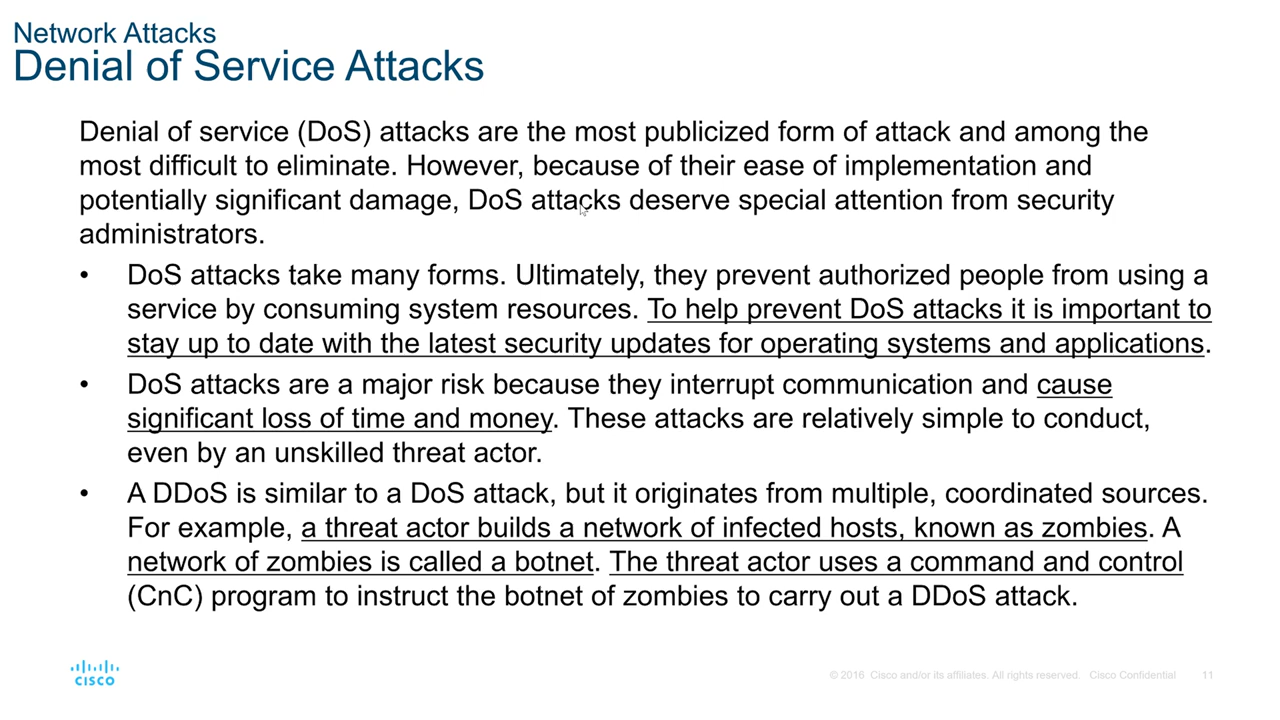 Network Attacks
Denial of Service Attacks
Denial of service (DoS) attacks are the most publicized form of attack and among the
most difficult to eliminate. However, because of their ease of implementation and
potentially significant damage, DoS attacks deserve special attention from security
administrators.
• DoS attacks take many forms. Ultimately, they prevent authorized people from using a
service by consuming system resources. To help prevent DoS attacks it is important to
stay up to date with the latest security updates for operating systems and applications.
• DoS attacks are a major risk because they interrupt communication and cause
significant loss of time and money. These attacks are relatively simple to conduct,
even by an unskilled threat actor.
• A DDoS is similar to a DoS attack, but it originates from multiple, coordinated sources.
For example, a threat actor builds a network of infected hosts, known as zombies. A
network of zombies is called a botnet. The threat actor uses a command and control
(CnC) program to instruct the botnet of zombies to carry out a DDoS attack.
CISCO
© 2016 Cisco and/or its affiliates. All rights reserved. Cisco Confidential 11